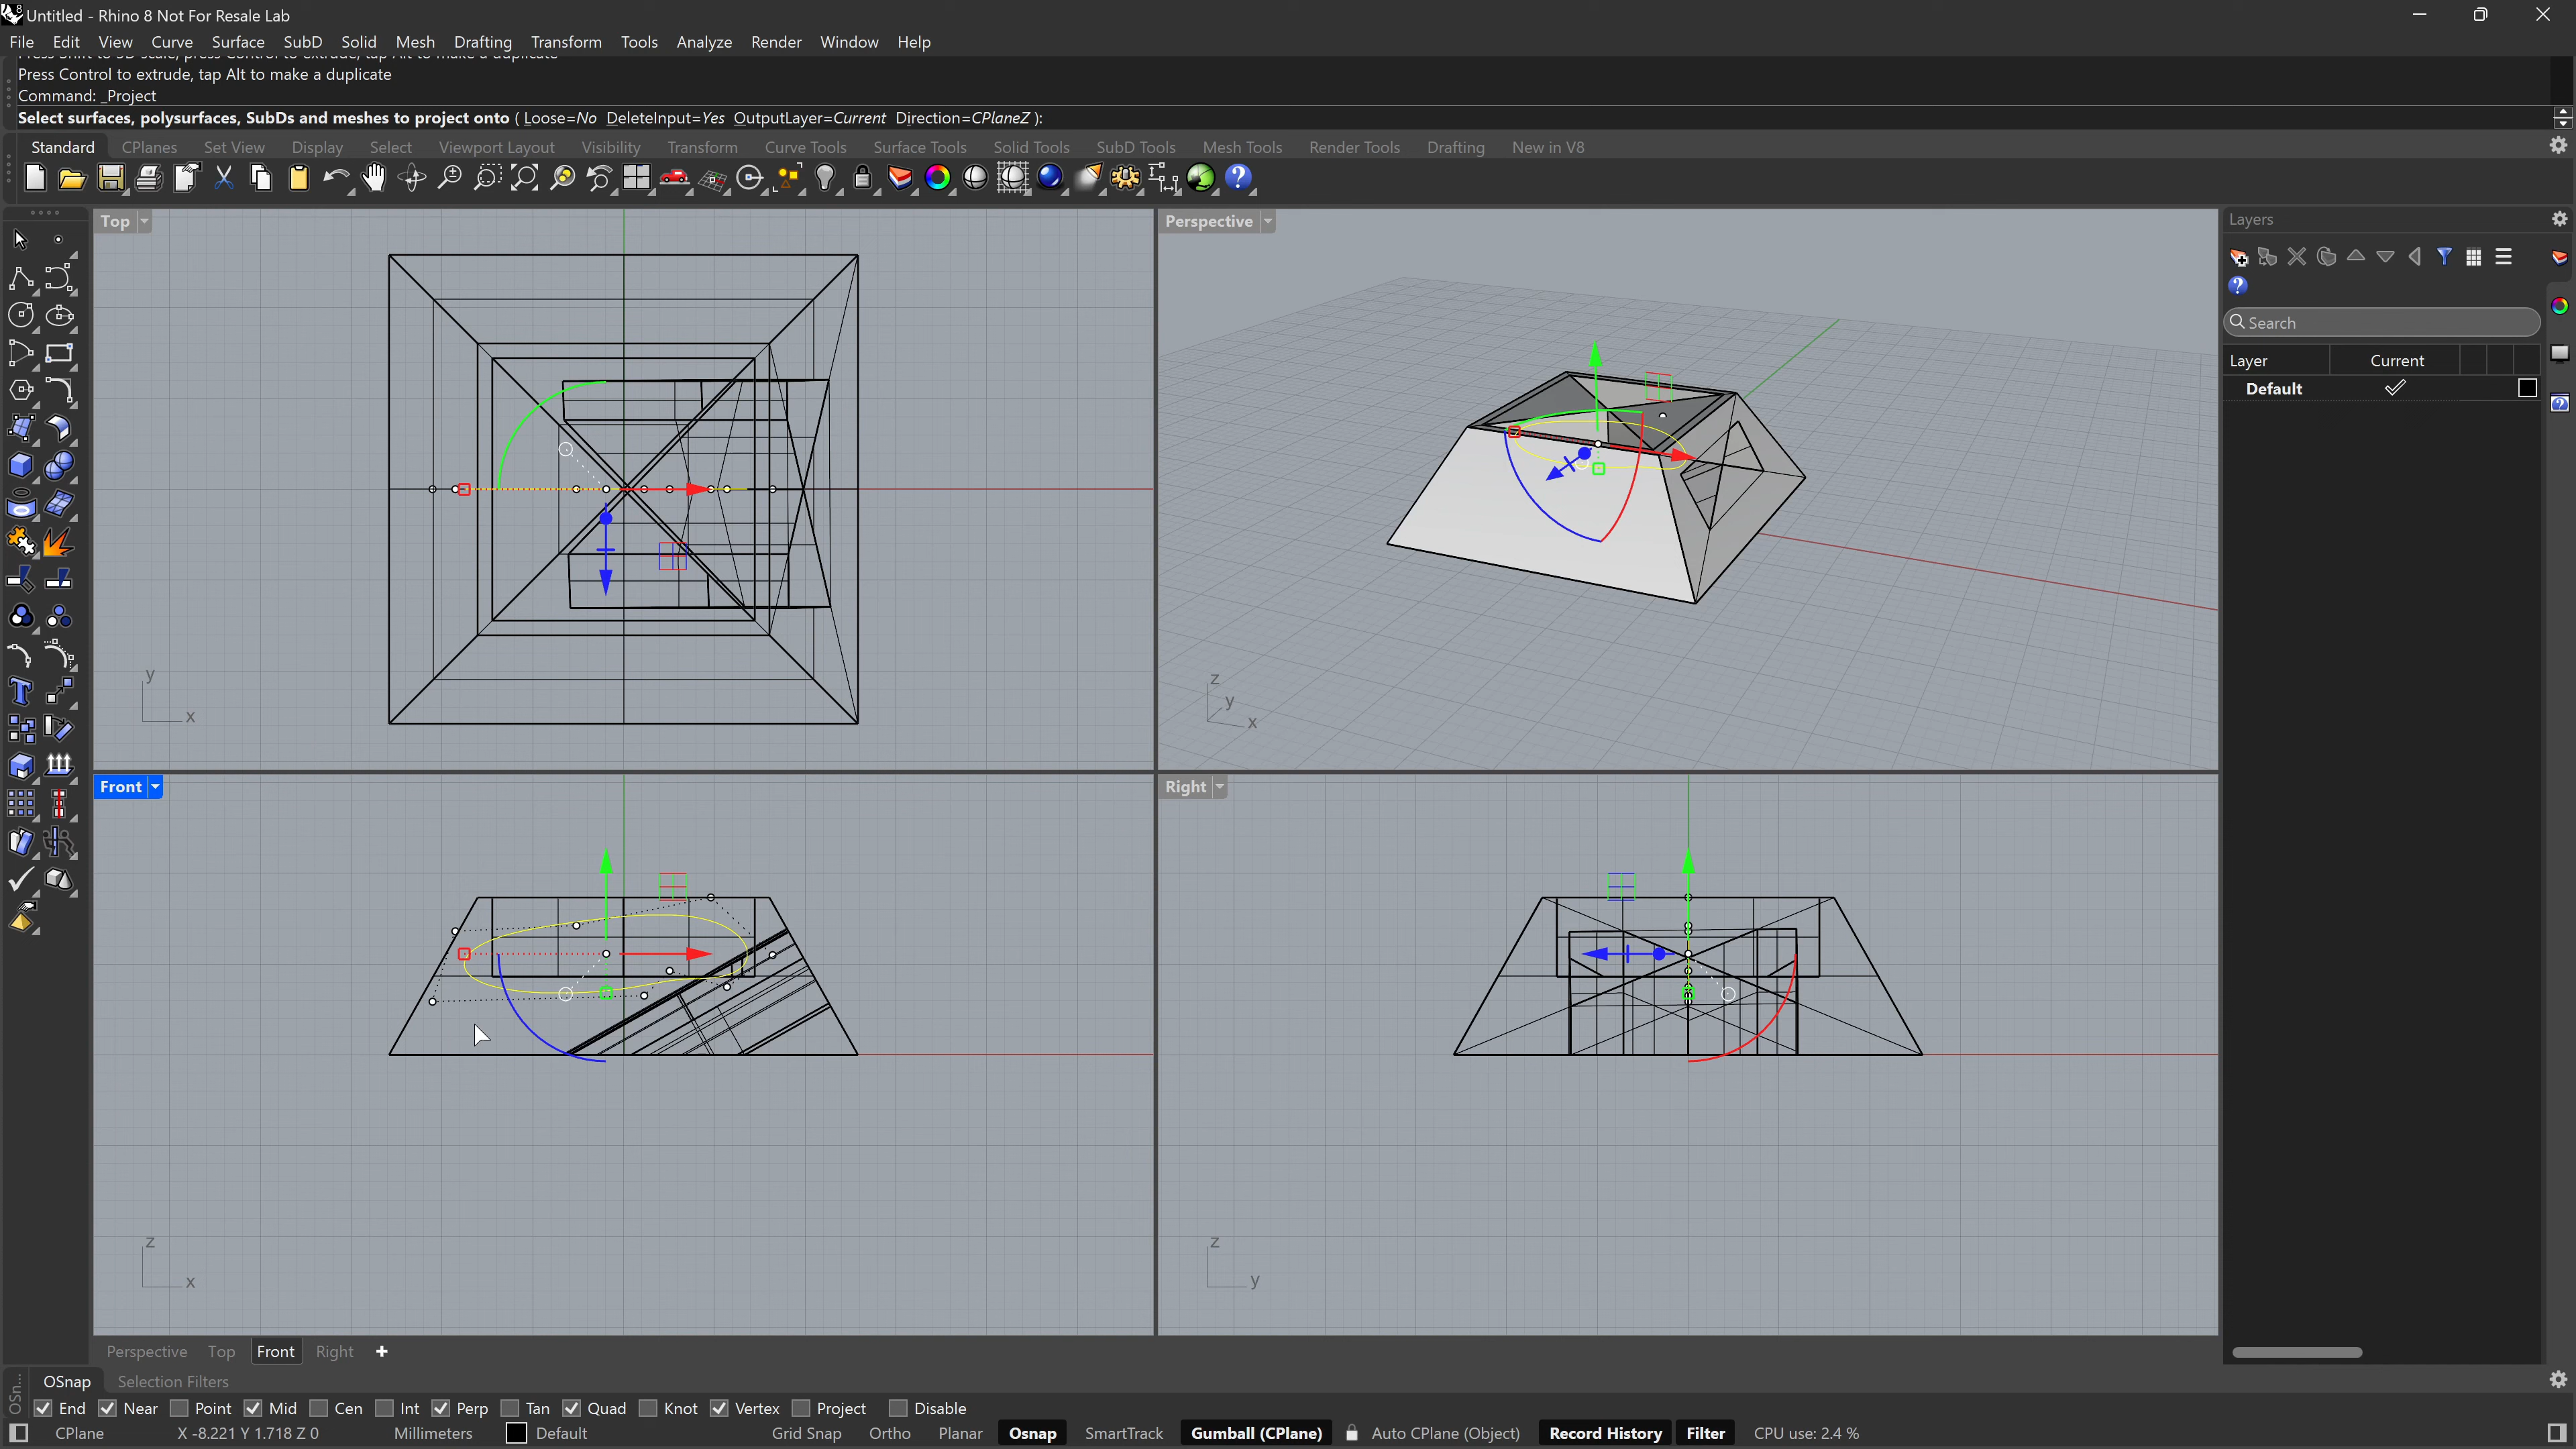 Untitled - Rhino 8 Not For Resale Lab
File Edit View Curve Surface SubD Solid Mesh Drafting Transform Tools Analyze Render Window Help
Press Control to extrude, tap Alt to make a duplicate
Command: _Project
Select surfaces, polysurfaces, SubDs and meshes to project onto ( Loose=No DeleteInput=Yes OutputLayer=Current Direction=CPlaneZ ):
Standard CPlanes Set View Display Select Viewport Layout Visibility Transform Curve Tools Surface Tools Solid Tools SubD Tools Mesh Tools Render Tools Drafting New in V8
Top
Perspective
Layers
Search
Layer Current
Default
y
x
z
y
x
Front
Right
z
x
z
y
Perspective Top Front Right
OSn...
OSnap Selection Filters
End Near Point Mid Cen Int Perp Tan Quad Knot Vertex Project Disable
CPlane X -8.221 Y 1.718 Z 0 Millimeters Default Grid Snap Ortho Planar Osnap SmartTrack Gumball (CPlane) Auto CPlane (Object) Record History Filter CPU use: 2.4 %